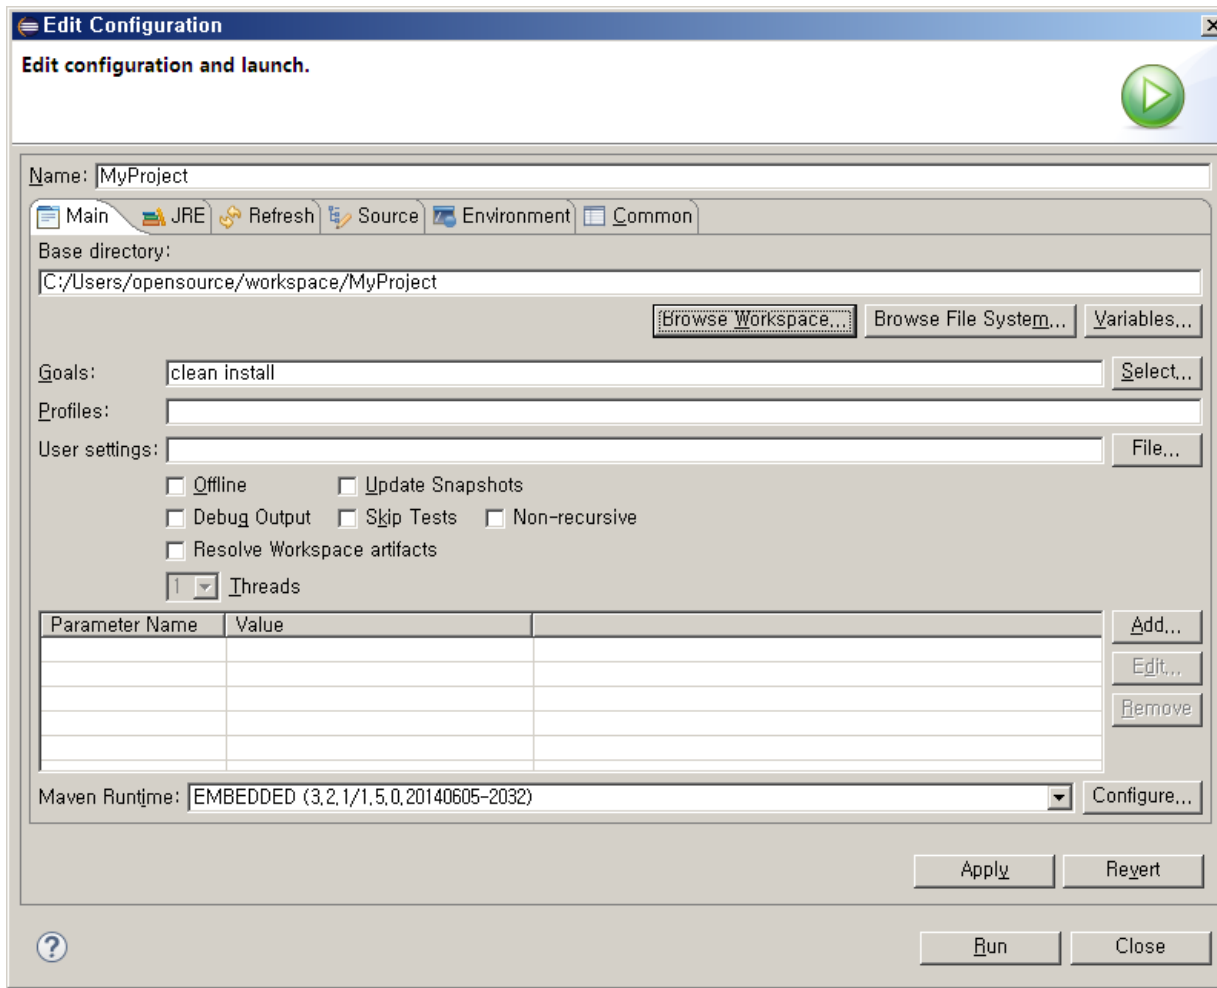 Edit Configuration
Edit configuration and launch.
Name: MyProject
Main JRE Refresh Source Environment Common
Base directory:
C:/Users/opensource/workspace/MyProject
Browse Workspace... Browse File System... Variables...
Goals: clean install Select...
Profiles:
User settings: File...
Offline Update Snapshots
Debug Output Skip Tests Non-recursive
Resolve Workspace artifacts
1 Threads
Parameter Name Value Add...
Edit...
Remove
Maven Runtime: EMBEDDED (3.2.1/1.5.0.20140605-2032) Configure...
Apply Revert
? Run Close